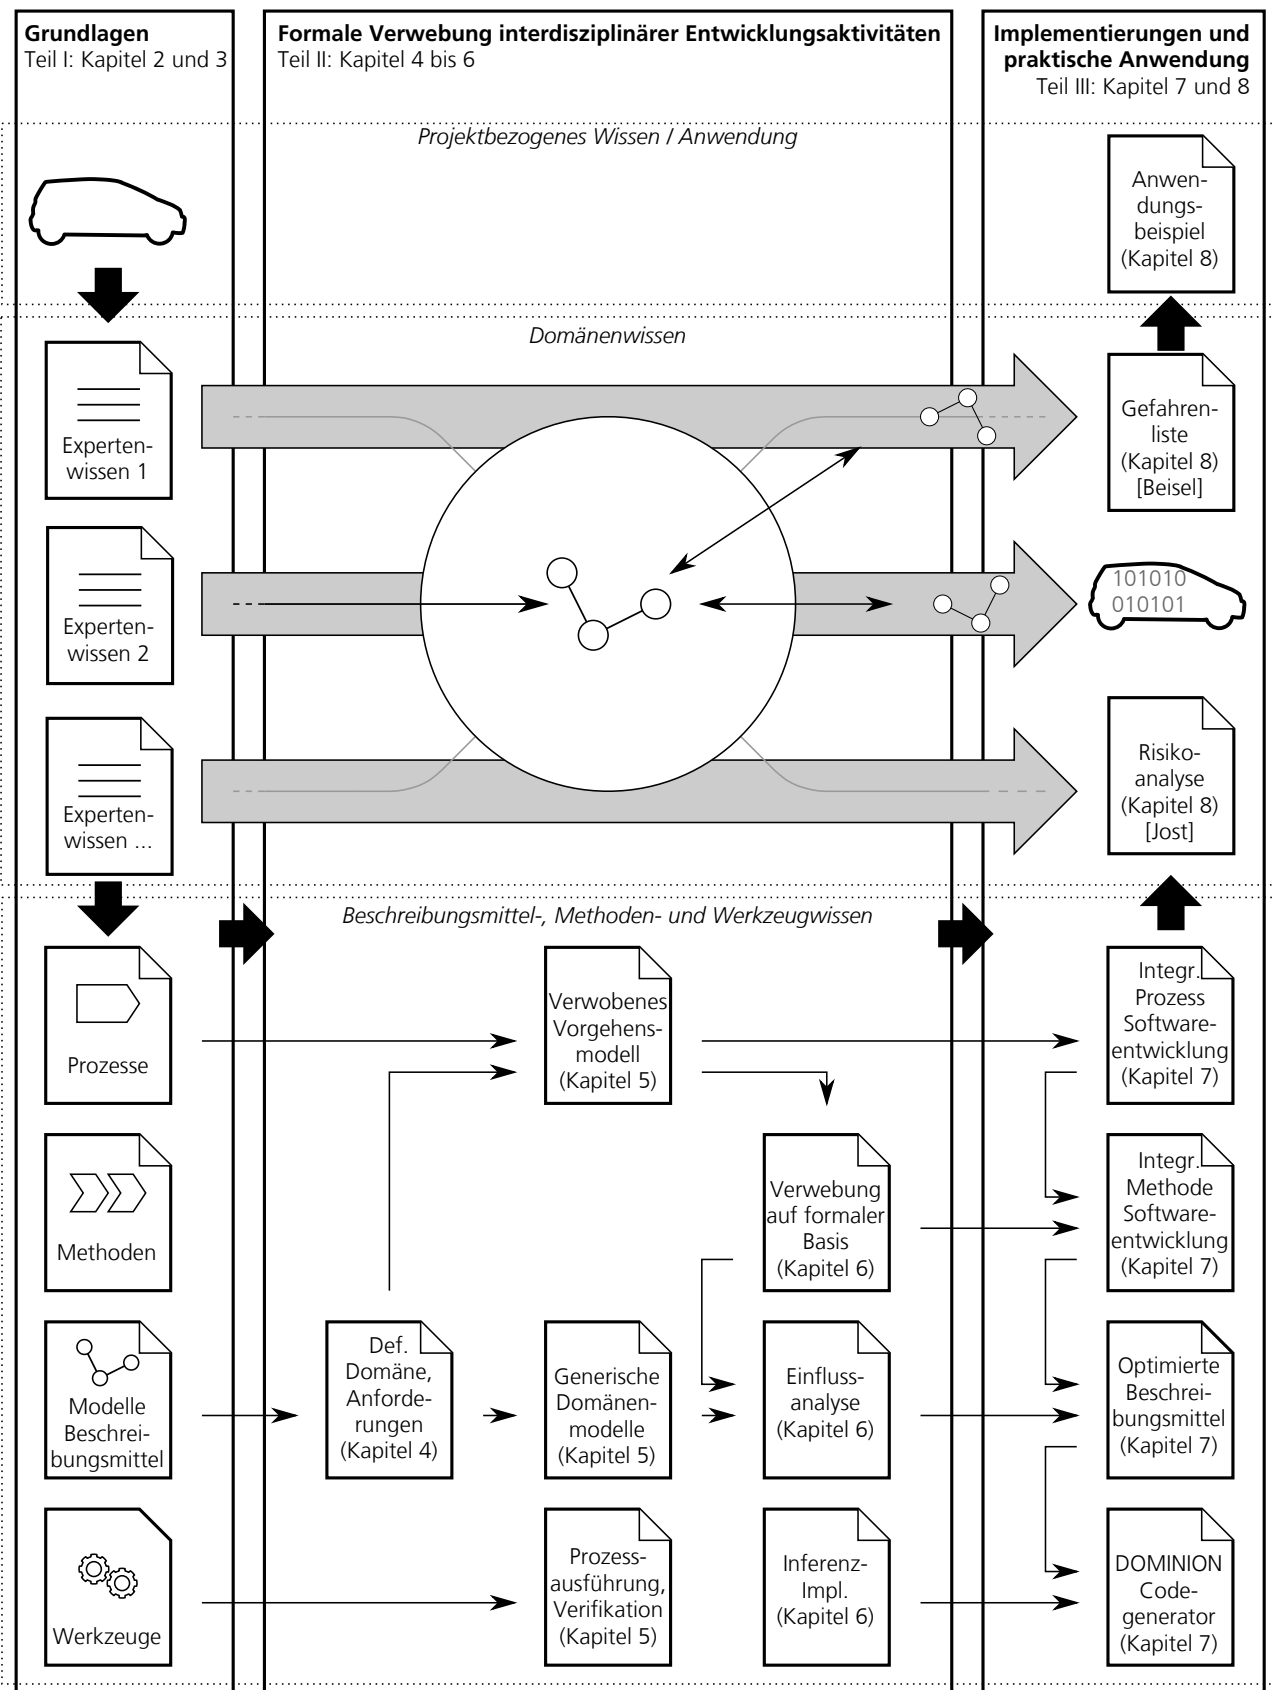 Grundlagen
Teil I: Kapitel 2 und 3
Formale Verwebung interdisziplinärer Entwicklungsaktivitäten
Teil II: Kapitel 4 bis 6
Implementierungen und
praktische Anwendung
Teil III: Kapitel 7 und 8
Projektbezogenes Wissen / Anwendung
Anwen-
dungs-
beispiel
(Kapitel 8)
Domänenwissen
Experten-
wissen 1
Gefahren-
liste
(Kapitel 8)
[Beisel]
Experten-
wissen 2
101010
010101
Experten-
wissen ...
Risiko-
analyse
(Kapitel 8)
[Jost]
Beschreibungsmittel-, Methoden- und Werkzeugwissen
Prozesse
Verwobenes
Vorgehens-
modell
(Kapitel 5)
Integr.
Prozess
Software-
entwicklung
(Kapitel 7)
Methoden
Verwebung
auf formaler
Basis
(Kapitel 6)
Integr.
Methode
Software-
entwicklung
(Kapitel 7)
Modelle
Beschrei-
bungsmittel
Def.
Domäne,
Anforde-
rungen
(Kapitel 4)
Generische
Domänen-
modelle
(Kapitel 5)
Einfluss-
analyse
(Kapitel 6)
Optimierte
Beschrei-
bungsmittel
(Kapitel 7)
Werkzeuge
Prozess-
ausführung,
Verifikation
(Kapitel 5)
Inferenz-
Impl.
(Kapitel 6)
DOMINION
Code-
generator
(Kapitel 7)